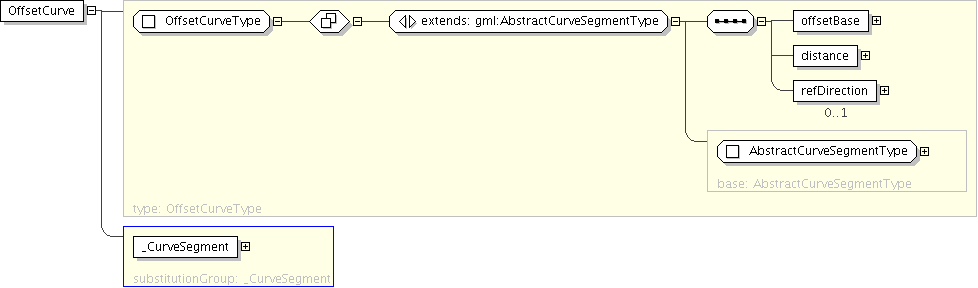 OffsetCurve
OffsetCurveType
extends: gml:AbstractCurveSegmentType
offsetBase
distance
refDirection
0..1
AbstractCurveSegmentType
base: AbstractCurveSegmentType
type: OffsetCurveType
_CurveSegment
substitutionGroup: _CurveSegment